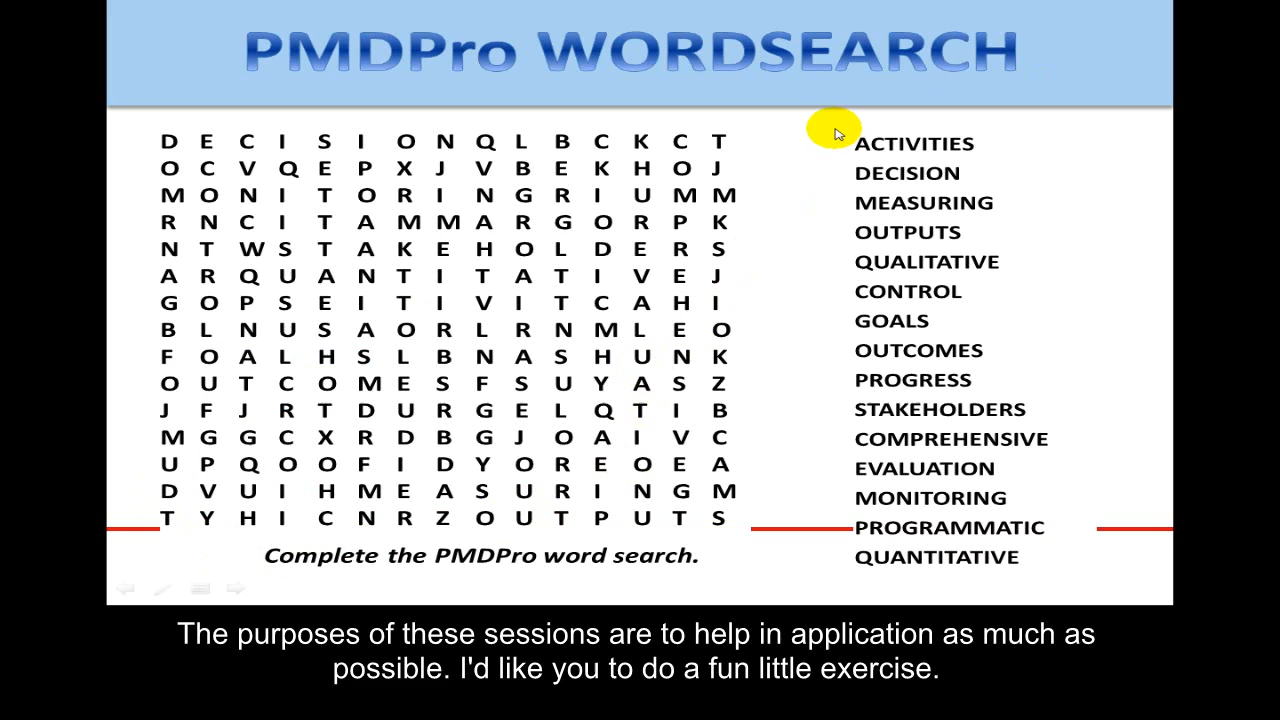 PMDPro WORDSEARCH
D E C I S I O N Q L B C K C T
O C V Q E P X J V B E K H O J
M O N I T O R I N G R I U M M
R N C I T A M M A R G O R P K
N T W S T A K E H O L D E R S
A R Q U A N T I T A T I V E J
G O P S E I T I V I T C A H I
B L N U S A O R L R N M L E O
F O A L H S L B N A S H U N K
O U T C O M E S F S U Y A S Z
J F J R T D U R G E L Q T I B
M G G C X R D B G J O A I V C
U P Q O O F I D Y O R E O E A
D V U I H M E A S U R I N G M
T Y H I C N R Z O U T P U T S
Complete the PMDPro word search.
ACTIVITIES
DECISION
MEASURING
OUTPUTS
QUALITATIVE
CONTROL
GOALS
OUTCOMES
PROGRESS
STAKEHOLDERS
COMPREHENSIVE
EVALUATION
MONITORING
PROGRAMMATIC
QUANTITATIVE
The purposes of these sessions are to help in application as much as
possible. I'd like you to do a fun little exercise.